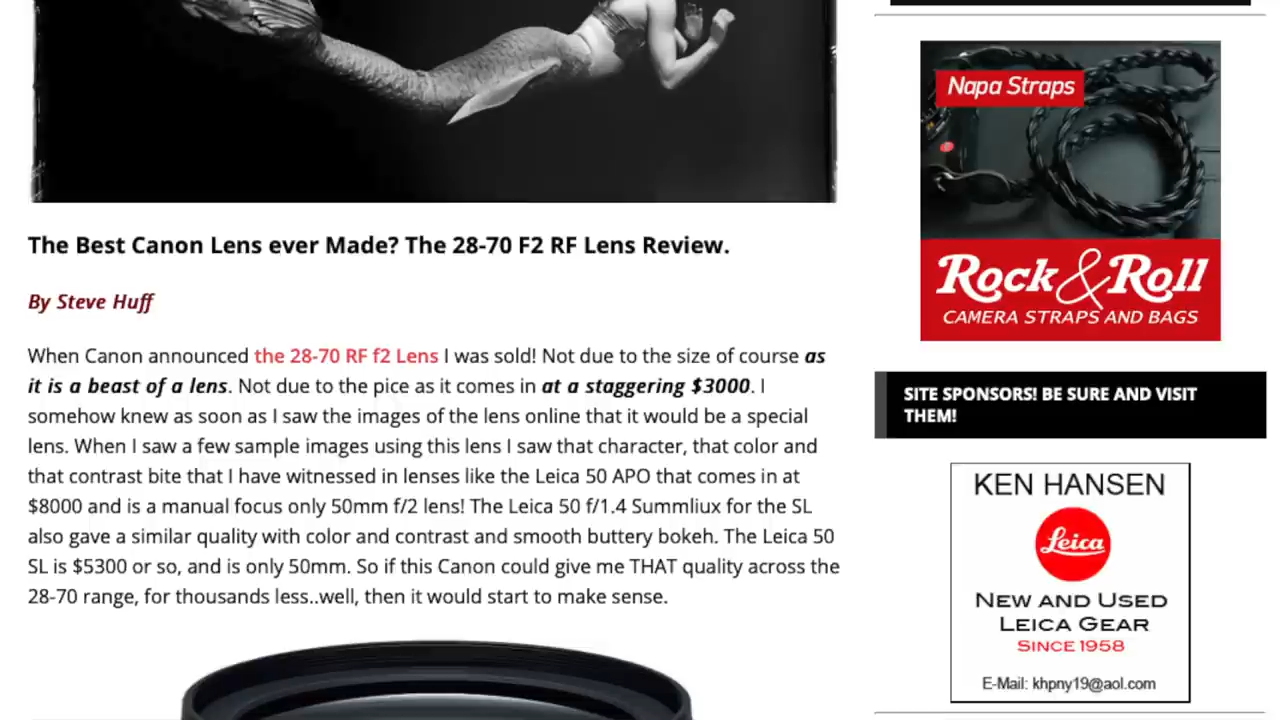 The Best Canon Lens ever Made? The 28-70 F2 RF Lens Review.
By Steve Huff
When Canon announced the 28-70 RF f2 Lens I was sold! Not due to the size of course as
it is a beast of a lens. Not due to the pice as it comes in at a staggering $3000. I
somehow knew as soon as I saw the images of the lens online that it would be a special
lens. When I saw a few sample images using this lens I saw that character, that color and
that contrast bite that I have witnessed in lenses like the Leica 50 APO that comes in at
$8000 and is a manual focus only 50mm f/2 lens! The Leica 50 f/1.4 Summliux for the SL
also gave a similar quality with color and contrast and smooth buttery bokeh. The Leica 50
SL is $5300 or so, and is only 50mm. So if this Canon could give me THAT quality across the
28-70 range, for thousands less..well, then it would start to make sense.
Napa Straps
Rock & Roll
CAMERA STRAPS AND BAGS
SITE SPONSORS! BE SURE AND VISIT
THEM!
KEN HANSEN
Leica
NEW AND USED
LEICA GEAR
SINCE 1958
E-Mail: khpny19@aol.com